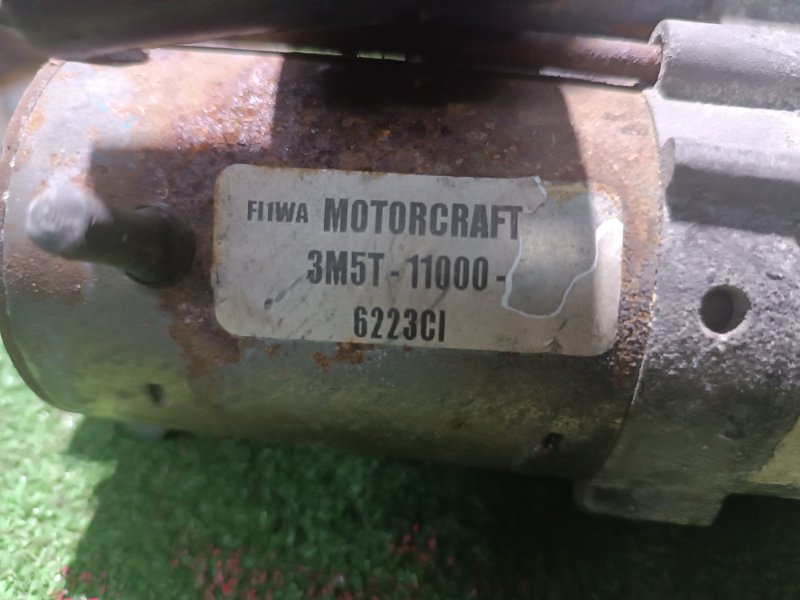 FI1WA MOTORCRAFT
3M5T-11000-
6223CI